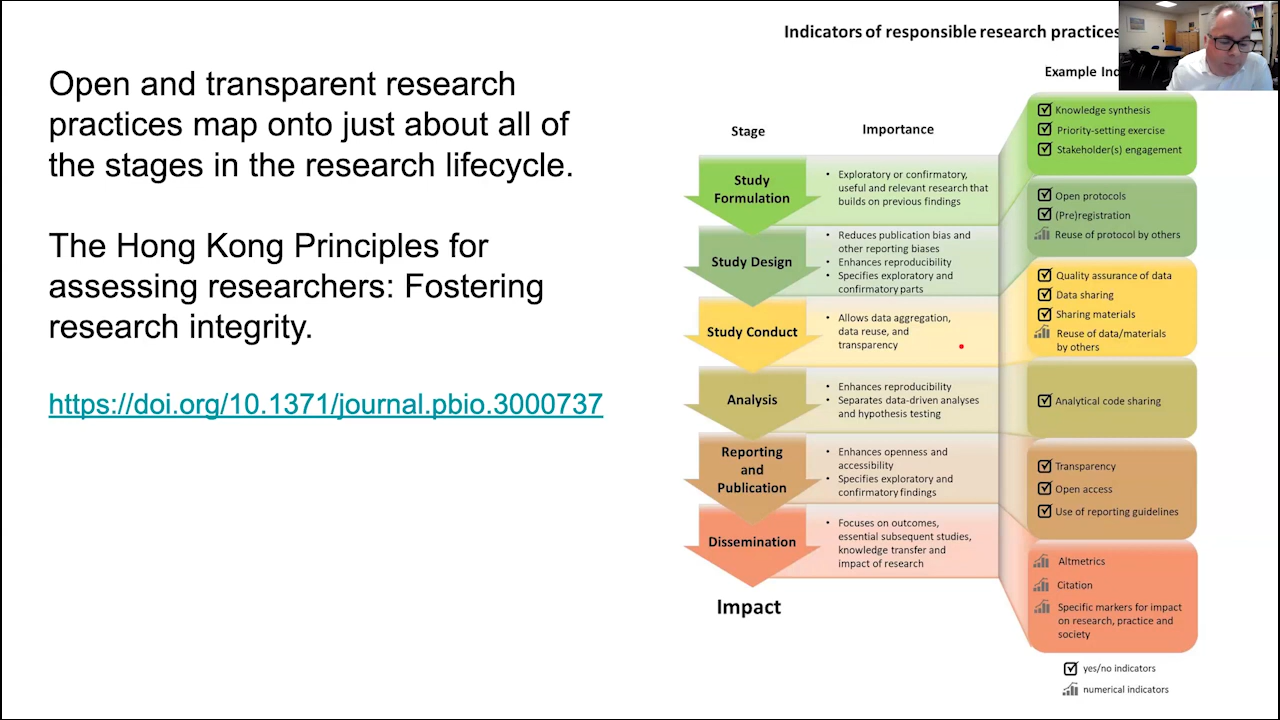 Open and transparent research
practices map onto just about all of
the stages in the research lifecycle.
The Hong Kong Principles for
assessing researchers: Fostering
research integrity.
https://doi.org/10.1371/journal.pbio.3000737
Indicators of responsible research practices
Stage
Importance
Example
Study
Formulation
• Exploratory or confirmatory,
useful and relevant research that
builds on previous findings
Knowledge synthesis
Priority-setting exercise
Stakeholder(s) engagement
Study Design
• Reduces publication bias and
other reporting biases
• Enhances reproducibility
• Specifies exploratory and
confirmatory parts
Open protocols
(Pre)registration
Reuse of protocol by others
Study Conduct
• Allows data aggregation,
data reuse, and
transparency
Quality assurance of data
Data sharing
Sharing materials
Reuse of data/materials
by others
Analysis
• Enhances reproducibility
• Separates data-driven analyses
and hypothesis testing
Analytical code sharing
Reporting
and
Publication
• Enhances openness and
accessibility
• Specifies exploratory and
confirmatory findings
Transparency
Open access
Use of reporting guidelines
Dissemination
• Focuses on outcomes,
essential subsequent studies,
knowledge transfer and
impact of research
Altmetrics
Citation
Specific markers for impact
on research, practice and
society
Impact
yes/no indicators
numerical indicators